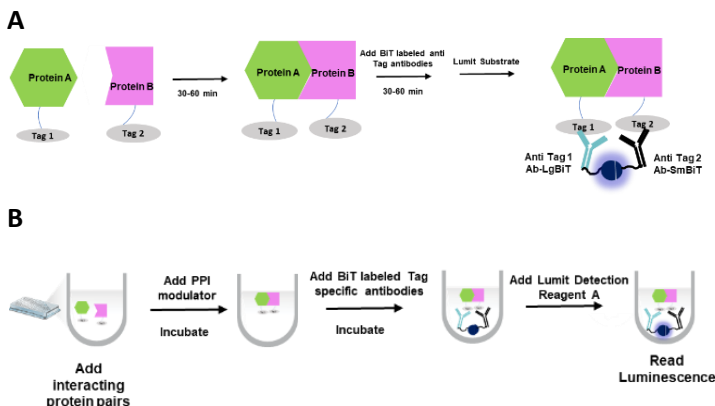 A
Protein A
Protein B
Tag 1
Tag 2
30-60 min
Protein A
Protein B
Tag 1
Tag 2
Add BiT labeled anti
Tag antibodies
30-60 min
Lumit Substrate
Protein A
Protein B
Tag 1
Tag 2
Anti Tag 1
Ab-LgBiT
Anti Tag 2
Ab-SmBiT
B
Add
interacting
protein pairs
Add PPI
modulator
Incubate
Add BiT labeled Tag
specific antibodies
Incubate
Add Lumit Detection
Reagent A
Read
Luminescence